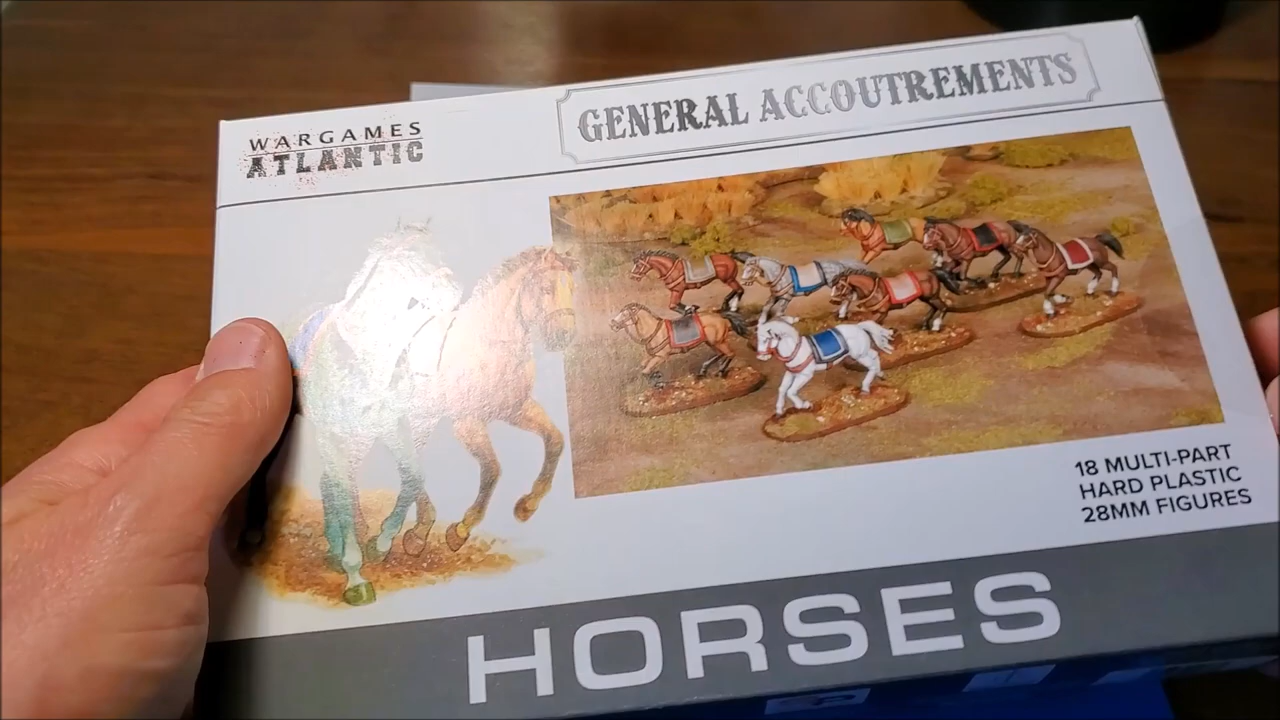 WARGAMES
ATLANTIC
GENERAL ACCOUTREMENTS
18 MULTI-PART
HARD PLASTIC
28MM FIGURES
HORSES